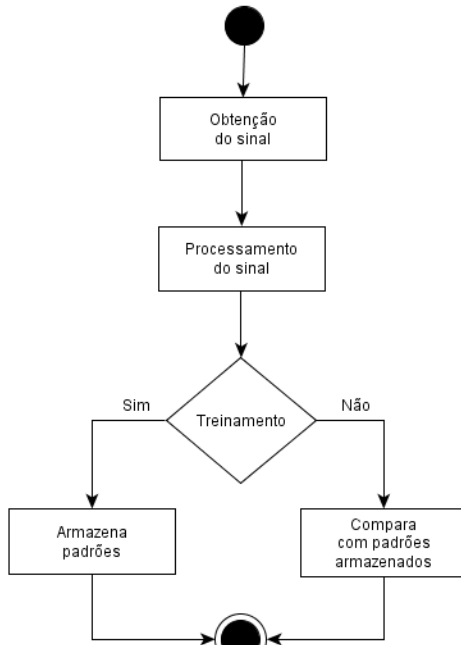 Obtenção
do sinal
Processamento
do sinal
Treinamento
Sim
Não
Armazena
padrões
Compara
com padrões
armazenados